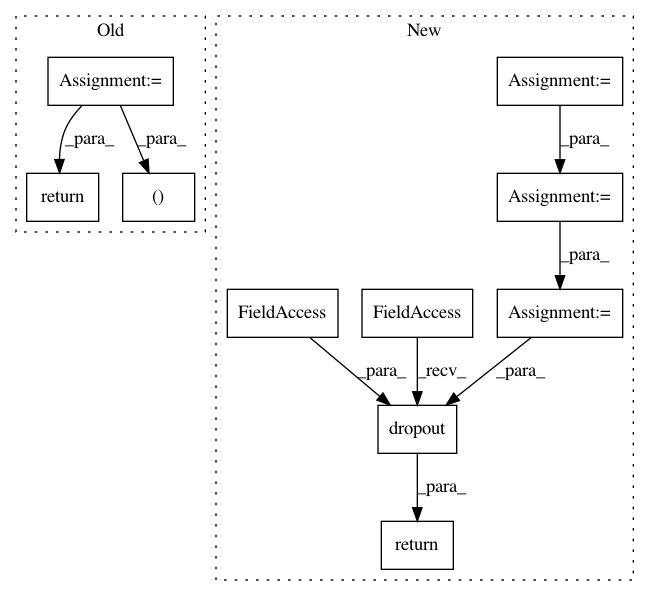 Old
New
Assignment:=
Assignment:=
_para_
_para_
_para_
return
()
Assignment:=
_para_
FieldAccess
FieldAccess
Assignment:=
_para_
_recv_
_para_
dropout
_para_
return